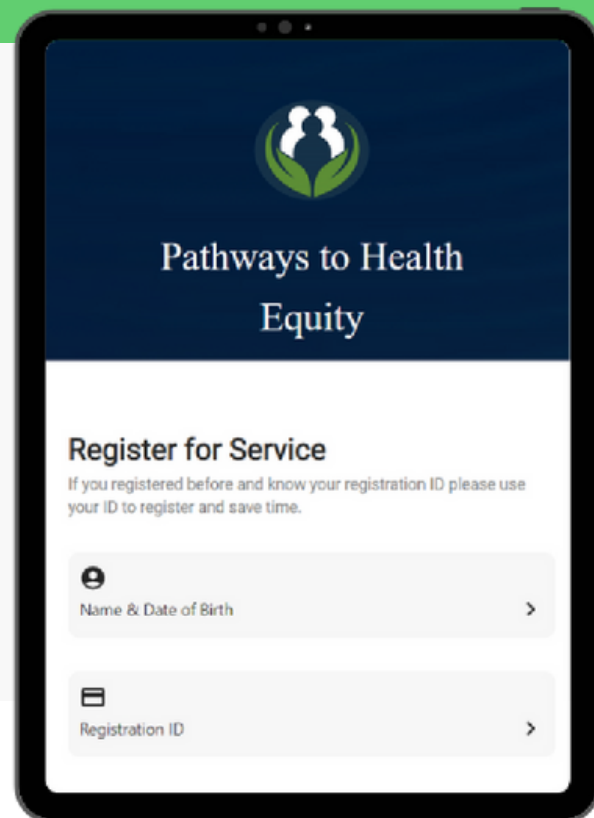 Pathways to Health
Equity
Register for Service
If you registered before and know your registration ID please use
your ID to register and save time.
Name & Date of Birth
Registration ID